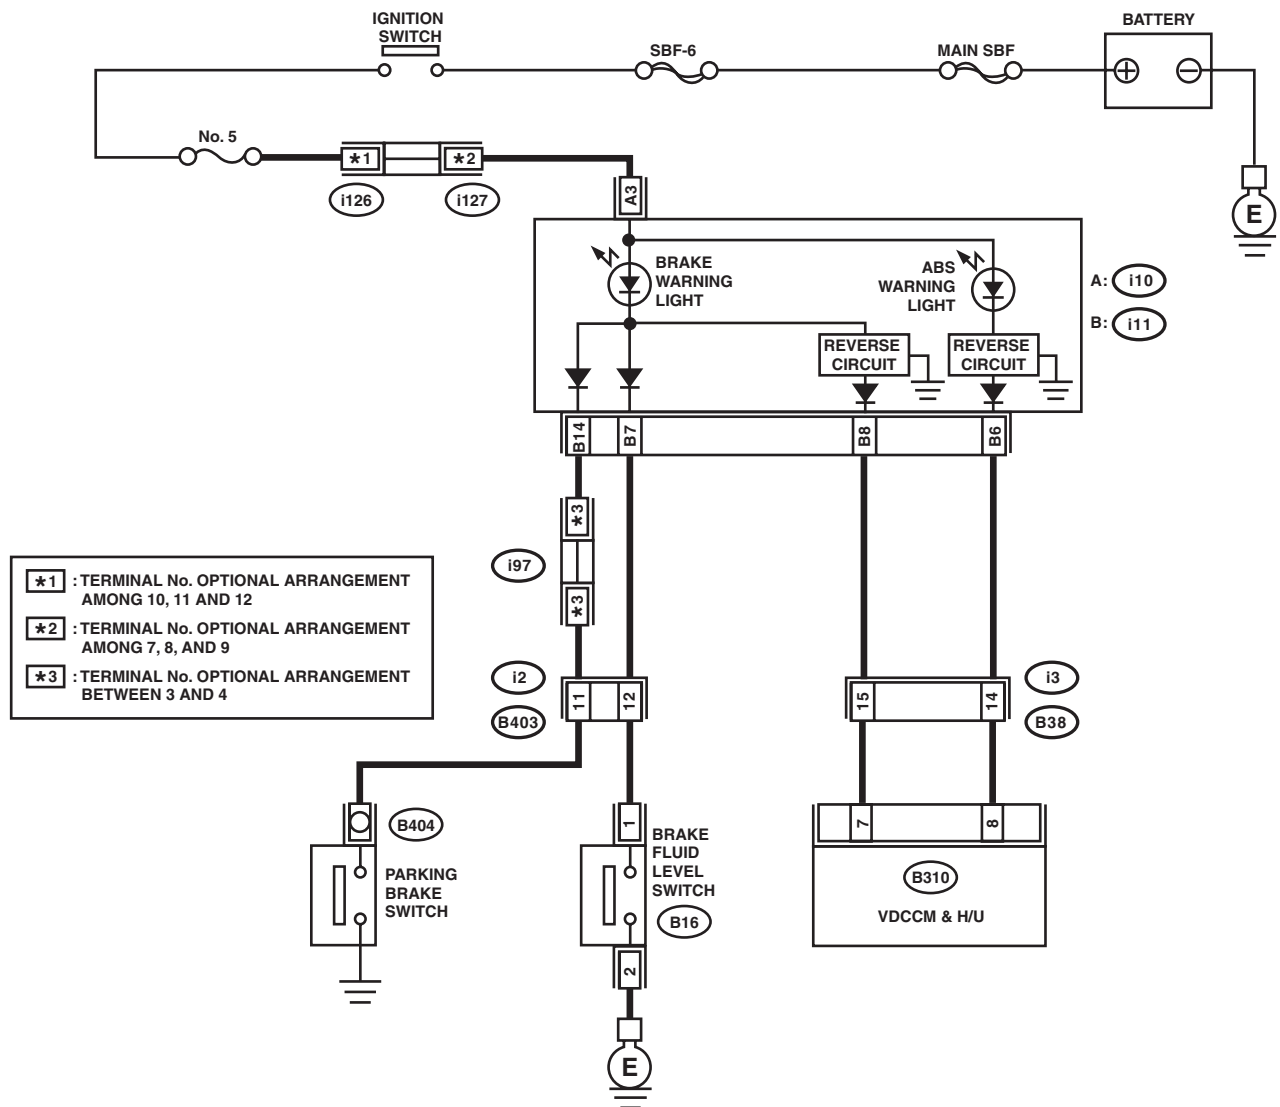 IGNITION
SWITCH
SBF-6
MAIN SBF
BATTERY
No. 5
*1
*2
i126
i127
A3
E
BRAKE
WARNING
LIGHT
ABS
WARNING
LIGHT
A: i10
B: i11
REVERSE
CIRCUIT
REVERSE
CIRCUIT
B14
B7
B8
B6
*3
i97
*3
*1 : TERMINAL No. OPTIONAL ARRANGEMENT
AMONG 10, 11 AND 12
*2 : TERMINAL No. OPTIONAL ARRANGEMENT
AMONG 7, 8, AND 9
*3 : TERMINAL No. OPTIONAL ARRANGEMENT
BETWEEN 3 AND 4
i2
B403
11
12
15
14
i3
B38
B404
PARKING
BRAKE
SWITCH
1
BRAKE
FLUID
LEVEL
SWITCH
B16
2
E
7
8
B310
VDCCM & H/U